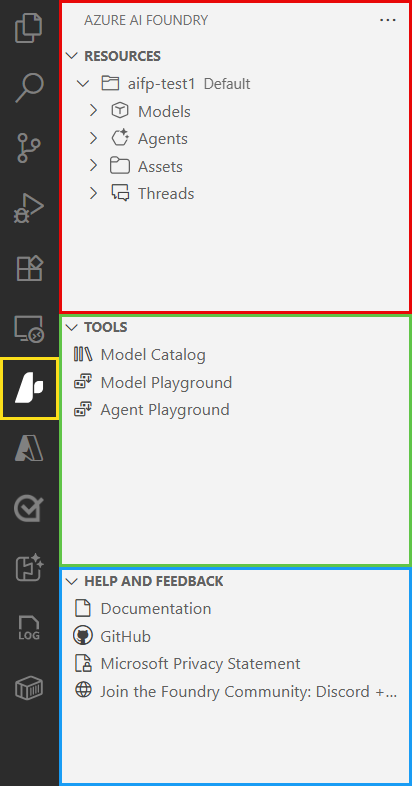 AZURE AI FOUNDRY
RESOURCES
aifp-test1 Default
Models
Agents
Assets
Threads
TOOLS
Model Catalog
Model Playground
Agent Playground
LOG
HELP AND FEEDBACK
Documentation
GitHub
Microsoft Privacy Statement
Join the Foundry Community: Discord +...